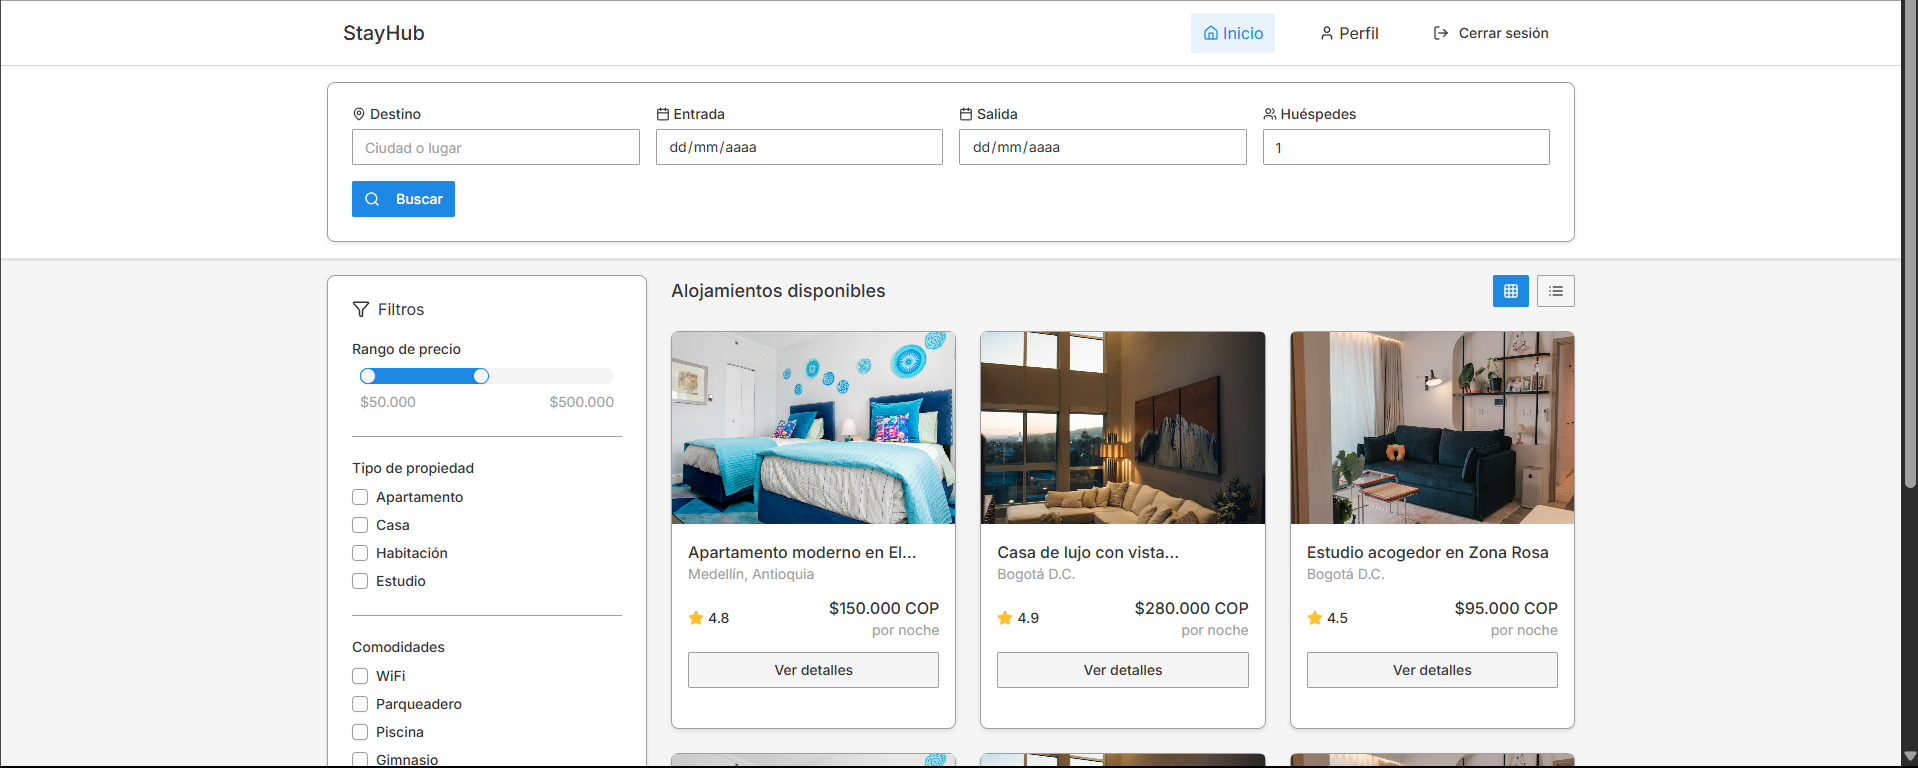 StayHub
Inicio
Perfil
Cerrar sesión
Destino
Entrada
Salida
Huéspedes
Ciudad o lugar
dd/mm/aaaa
dd/mm/aaaa
1
Buscar
Filtros
Rango de precio
$50.000
$500.000
Tipo de propiedad
Apartamento
Casa
Habitación
Estudio
Comodidades
WiFi
Parqueadero
Piscina
Gimnasio
Alojamientos disponibles
Apartamento moderno en El...
Medellín, Antioquia
4.8
$150.000 COP
por noche
Ver detalles
Casa de lujo con vista...
Bogotá D.C.
4.9
$280.000 COP
por noche
Ver detalles
Estudio acogedor en Zona Rosa
Bogotá D.C.
4.5
$95.000 COP
por noche
Ver detalles